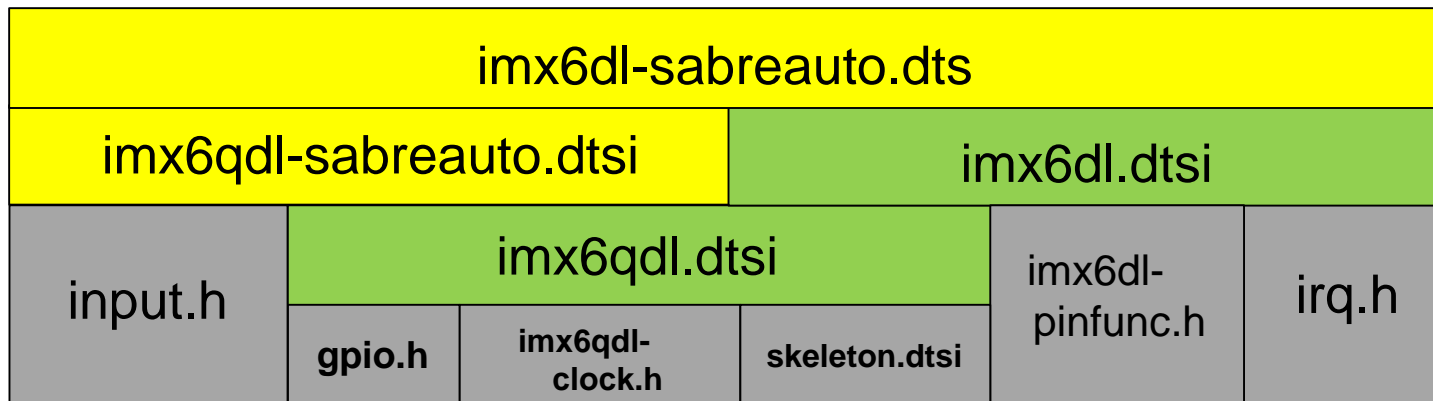 imx6dl-sabreauto.dts
imx6qdl-sabreauto.dtsi
imx6dl.dtsi
input.h
imx6qdl.dtsi
imx6dl-
pinfunc.h
irq.h
gpio.h
imx6qdl-
clock.h
skeleton.dtsi